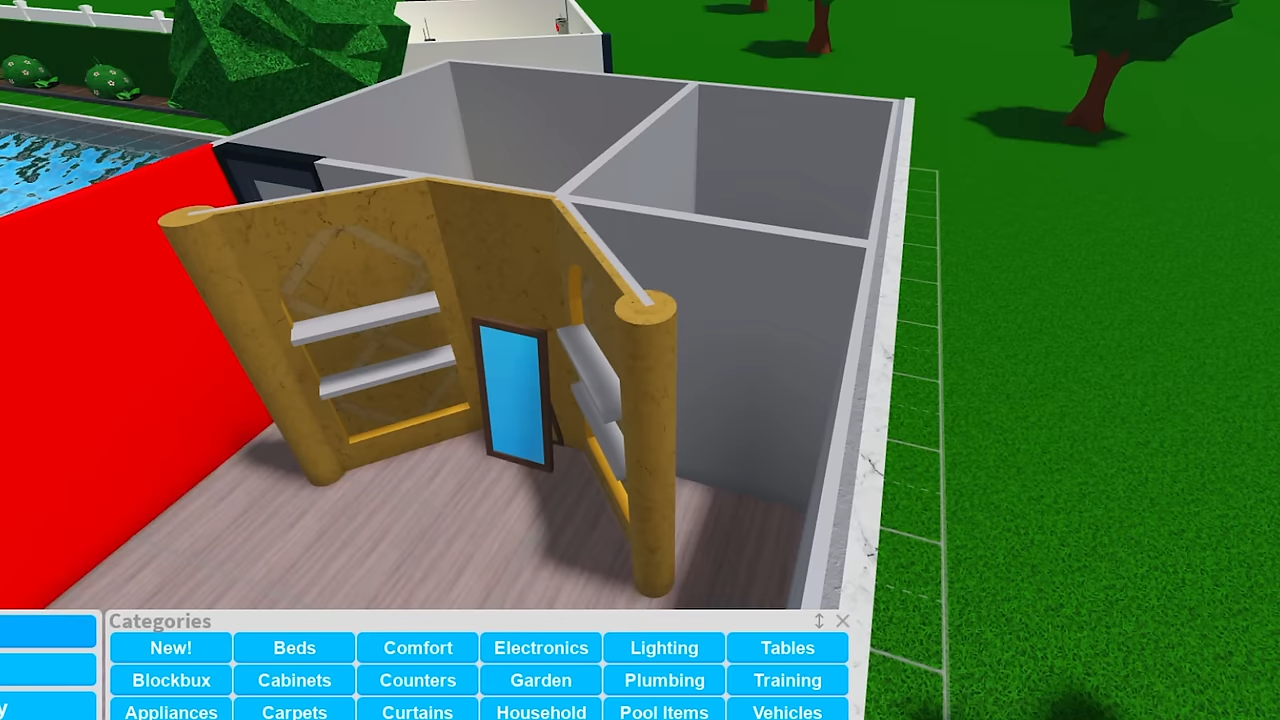 Categories
New! Beds Comfort Electronics Lighting Tables
Blockbux Cabinets Counters Garden Plumbing Training
Appliances Carpets Curtains Household Pool Items Vehicles